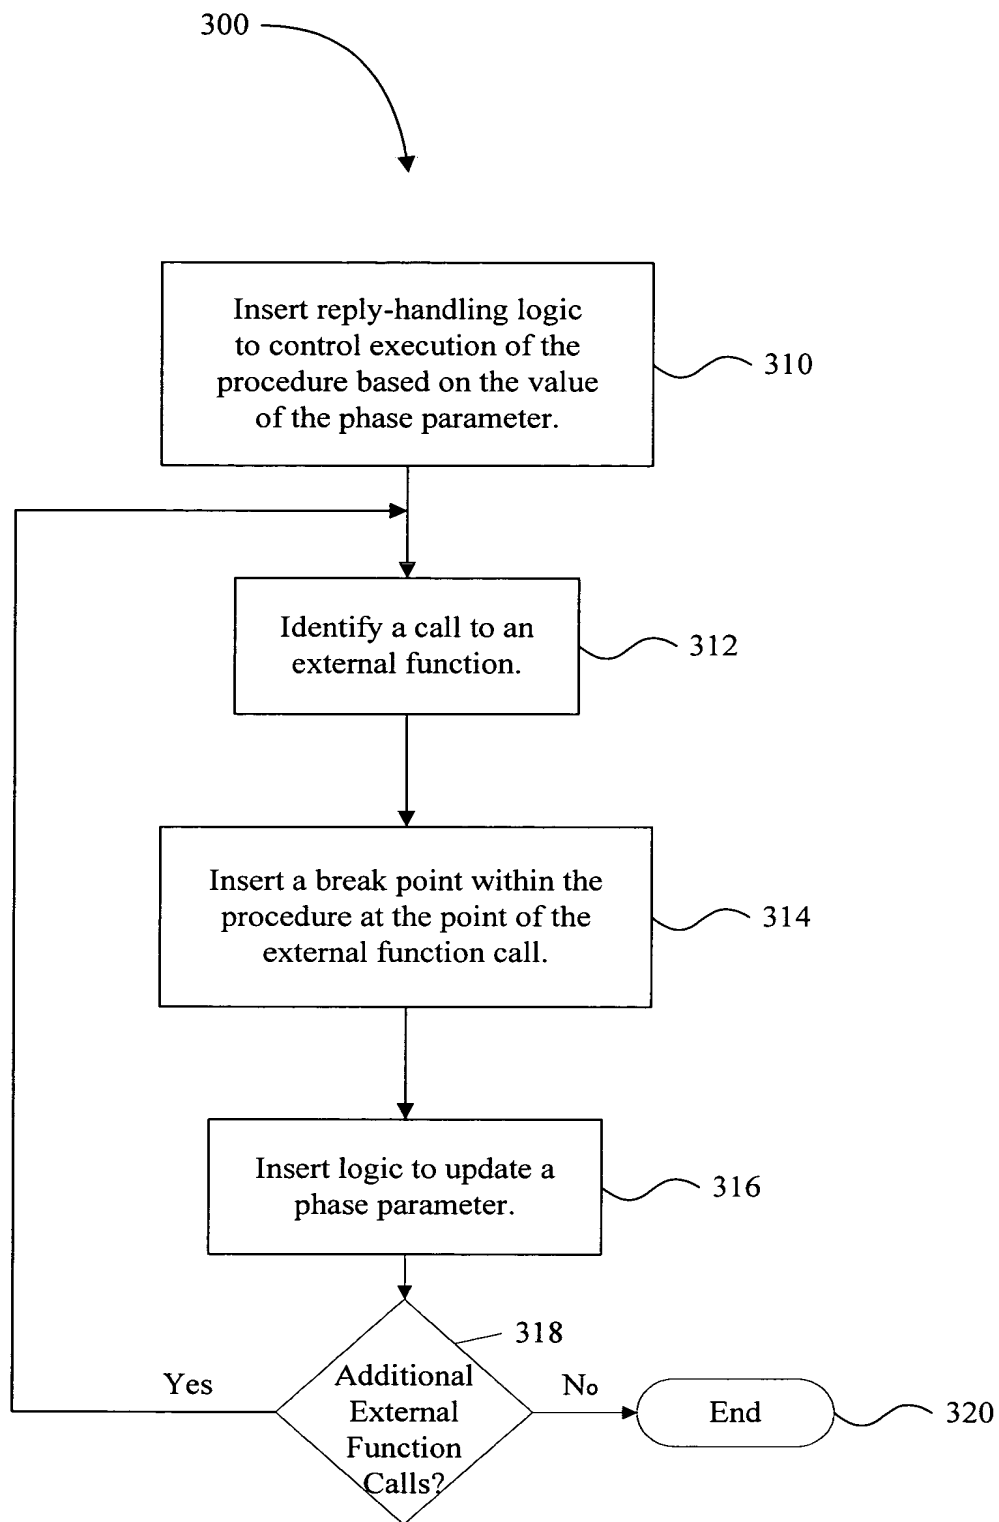 300
Insert reply-handling logic
to control execution of the
procedure based on the value
of the phase parameter.
310
Identify a call to an
external function.
312
Insert a break point within the
procedure at the point of the
external function call.
314
Insert logic to update a
phase parameter.
316
318
Additional
External
Function
Calls?
Yes
No
End
320